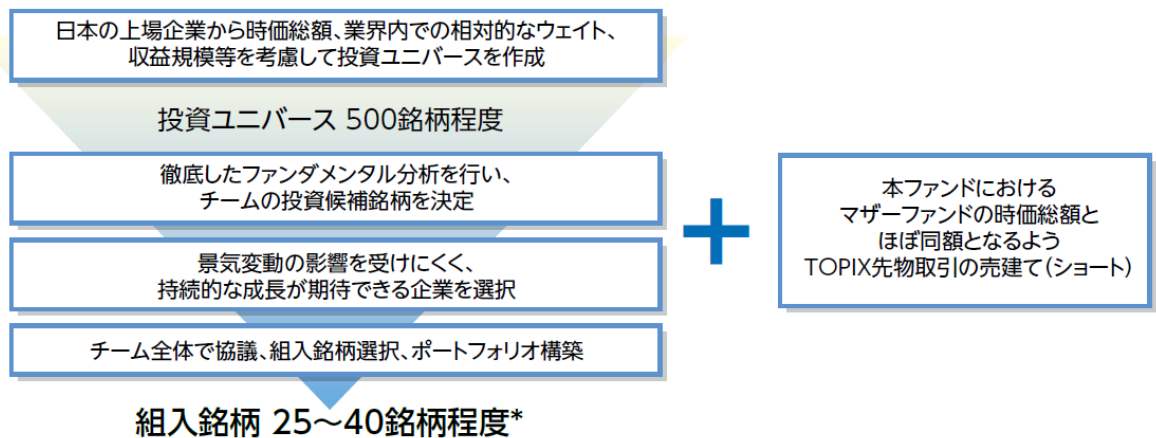 日本の上場企業から時価総額、業界内での相対的なウェイト、
収益規模等を考慮して投資ユニバースを作成
投資ユニバース 500銘柄程度
徹底したファンダメンタル分析を行い、
チームの投資候補銘柄を決定
景気変動の影響を受けにくく、
持続的な成長が期待できる企業を選択
チーム全体で協議、組入銘柄選択、ポートフォリオ構築
組入銘柄 25〜40銘柄程度*
+
本ファンドにおける
マザーファンドの時価総額と
ほぼ同額となるよう
TOPIX先物取引の売建て(ショート)